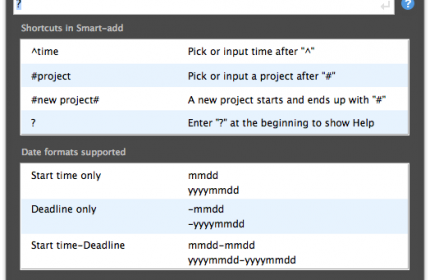 ?
?
Shortcuts in Smart-add
^time Pick or input time after "^"
#project Pick or input a project after "#"
#new project# A new project starts and ends up with "#"
? Enter "?" at the beginning to show Help
Date formats supported
Start time only mmdd
yyyymmdd
Deadline only -mmdd
-yyyymmdd
Start time-Deadline mmdd-mmdd
yyyymmdd-yyyymmdd